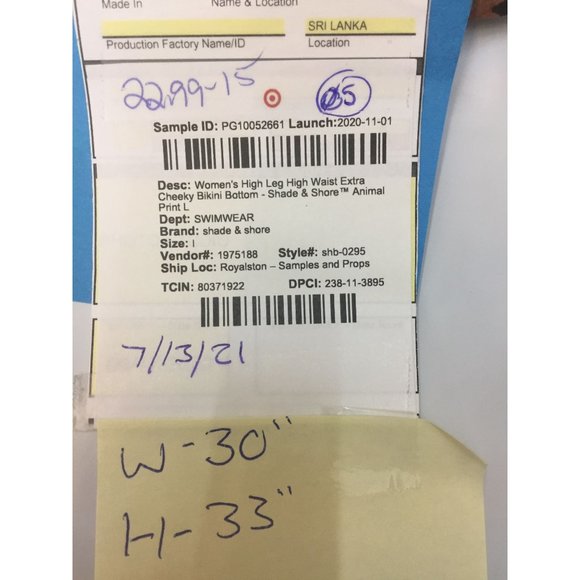 Made In Name & Location
SRI LANKA
Production Factory Name/ID Location
22.99-15
Sample ID: PG10052661 Launch:2020-11-01
Desc: Women's High Leg High Waist Extra
Cheeky Bikini Bottom - Shade & Shore™ Animal
Print L
Dept: SWIMWEAR
Brand: shade & shore
Size: l
Vendor#: 1975188 Style#: shb-0295
Ship Loc: Royalston – Samples and Props
TCIN: 80371922 DPCI: 238-11-3895
7/13/21
W-30"
H-33"